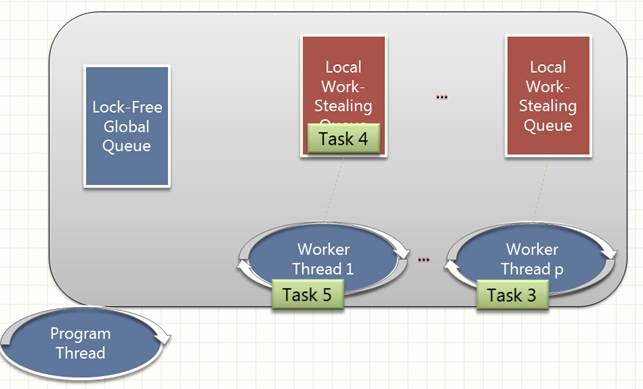 Lock-Free
Global
Queue
Local
Work-
Stealing
Queue
Task 4
...
Local
Work-
Stealing
Queue
Worker
Thread 1
Task 5
...
Worker
Thread p
Task 3
Program
Thread